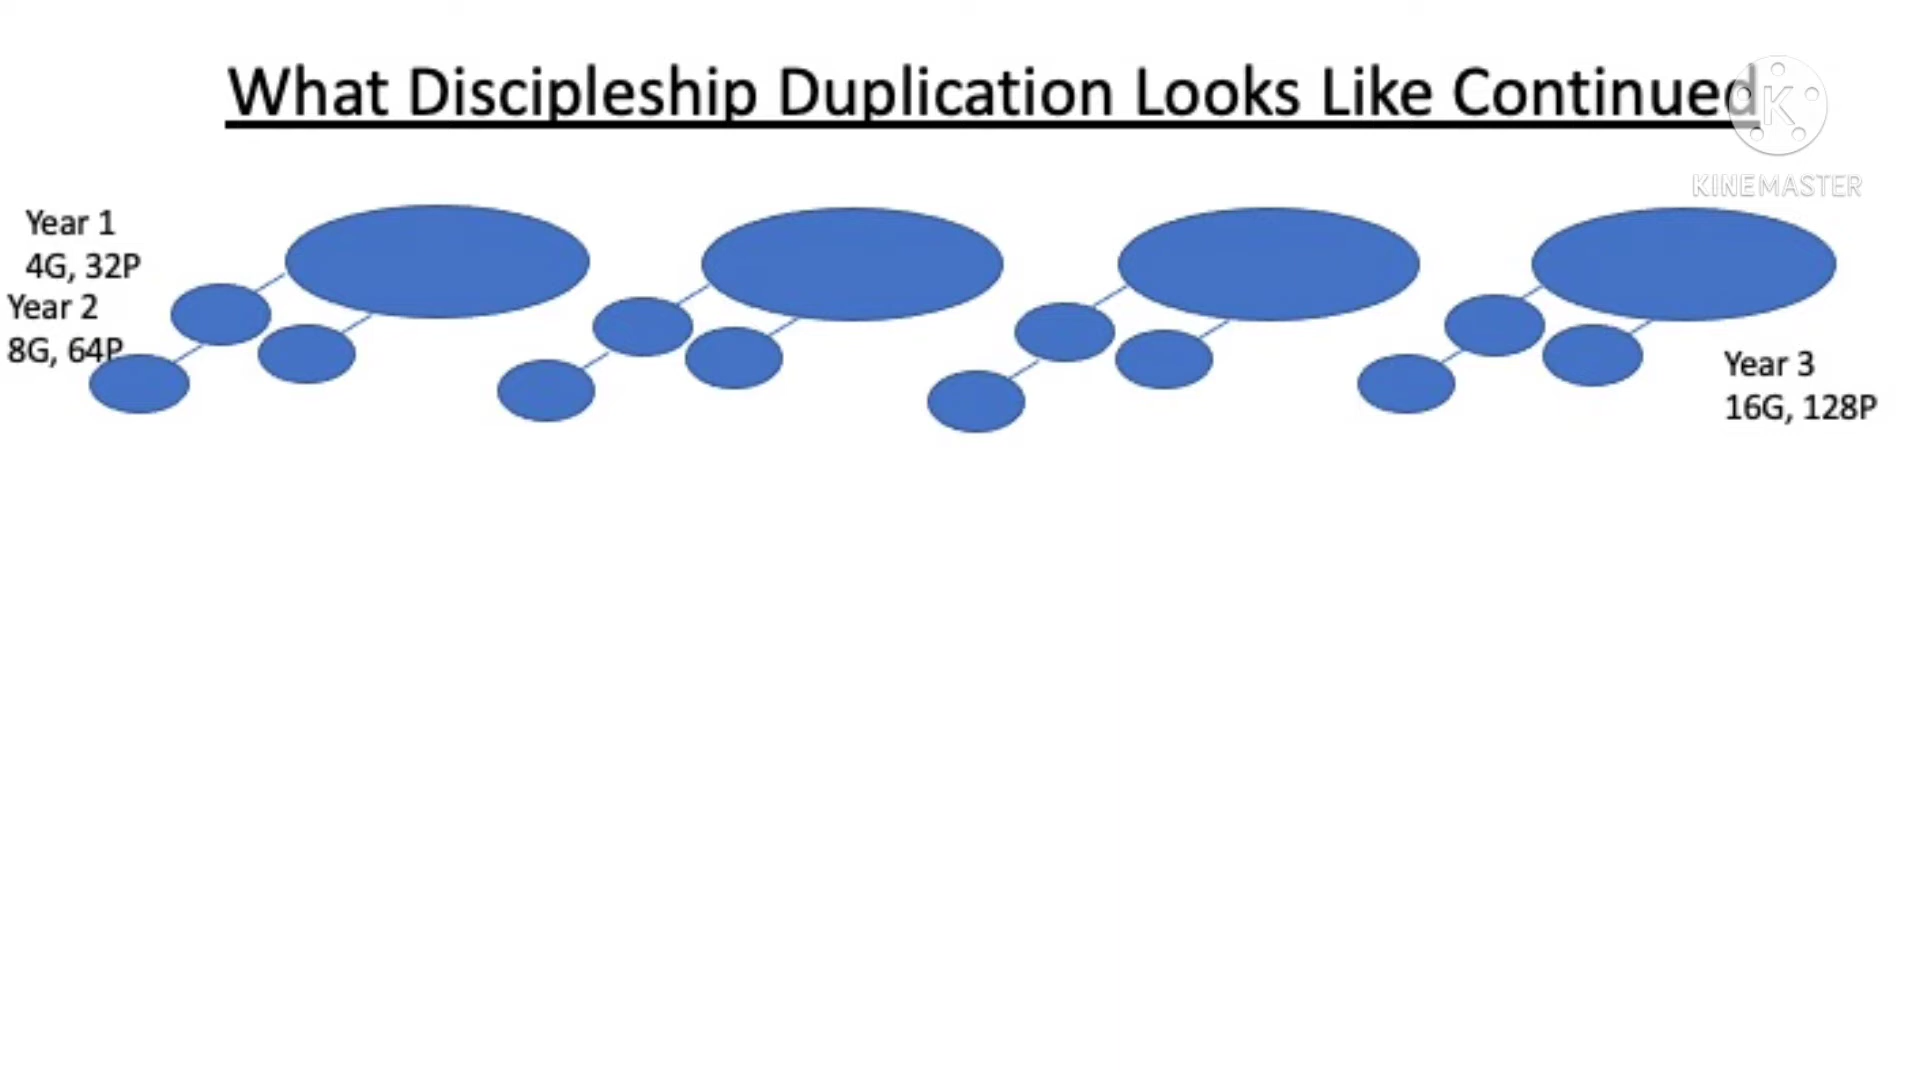 What Discipleship Duplication Looks Like Continued
K
KINEMASTER
Year 1
4G, 32P
Year 2
8G, 64P
Year 3
16G, 128P